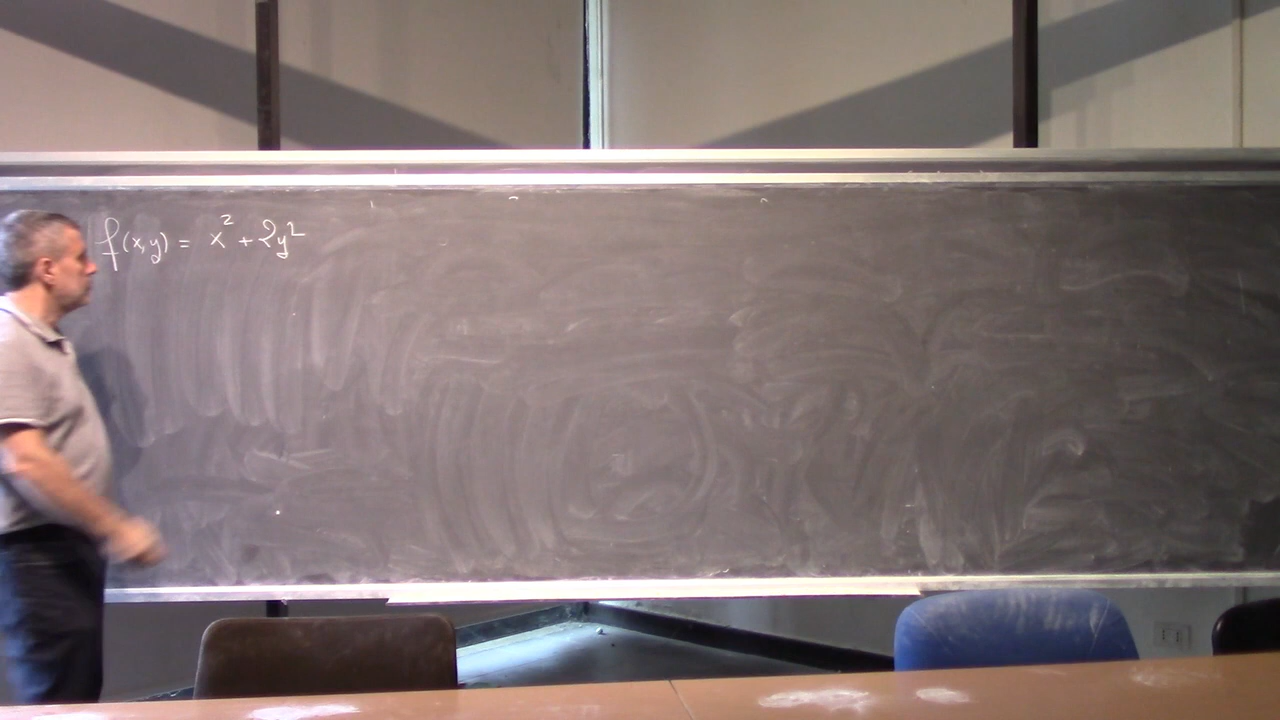 f(x,y) = x² + 2y²